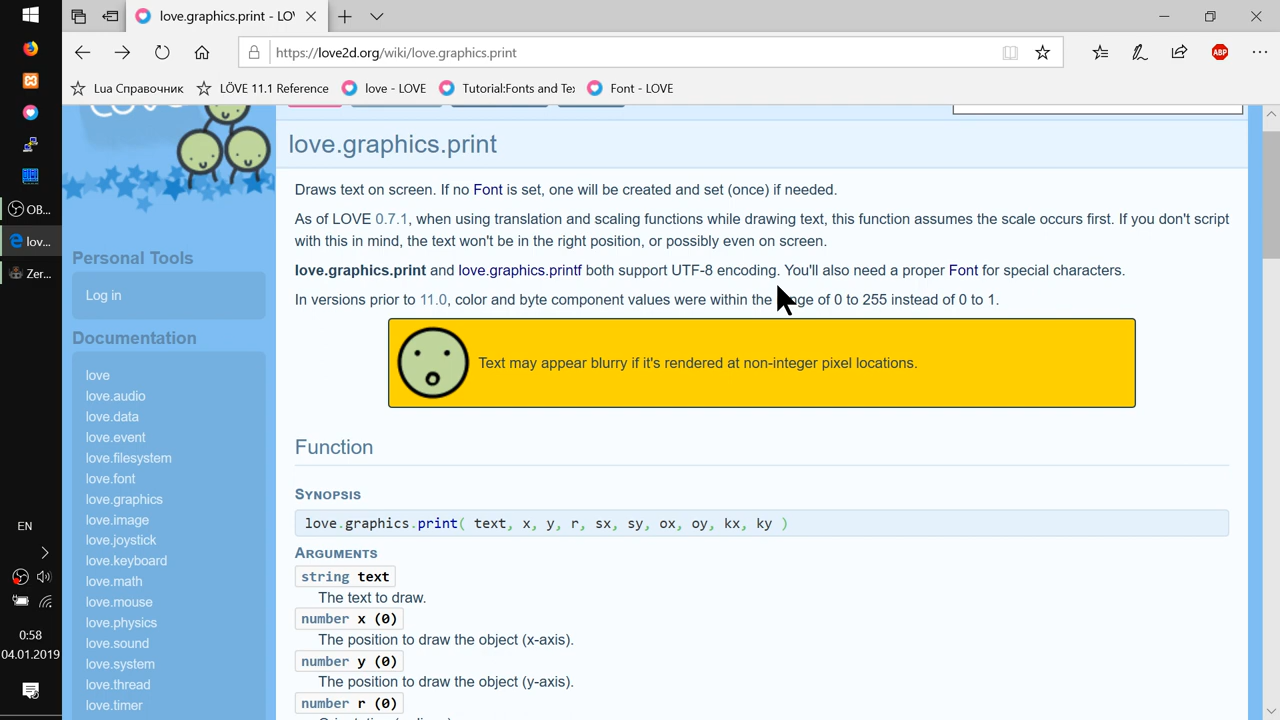 love.graphics.print - LO
https://love2d.org/wiki/love.graphics.print
ABP
Lua Справочник
LÖVE 11.1 Reference
love - LOVE
Tutorial:Fonts and Te
Font - LOVE
love.graphics.print
Draws text on screen. If no Font is set, one will be created and set (once) if needed.
As of LOVE 0.7.1, when using translation and scaling functions while drawing text, this function assumes the scale occurs first. If you don't script
with this in mind, the text won't be in the right position, or possibly even on screen.
love.graphics.print and love.graphics.printf both support UTF-8 encoding. You'll also need a proper Font for special characters.
In versions prior to 11.0, color and byte component values were within the range of 0 to 255 instead of 0 to 1.
Text may appear blurry if it's rendered at non-integer pixel locations.
Function
SYNOPSIS
love.graphics.print( text, x, y, r, sx, sy, ox, oy, kx, ky )
ARGUMENTS
string text
The text to draw.
number x (0)
The position to draw the object (x-axis).
number y (0)
The position to draw the object (y-axis).
number r (0)
Personal Tools
Log in
Documentation
love
love.audio
love.data
love.event
love.filesystem
love.font
love.graphics
love.image
love.joystick
love.keyboard
love.math
love.mouse
love.physics
love.sound
love.system
love.thread
love.timer
OB...
lov...
Zer...
EN
0:58
04.01.2019